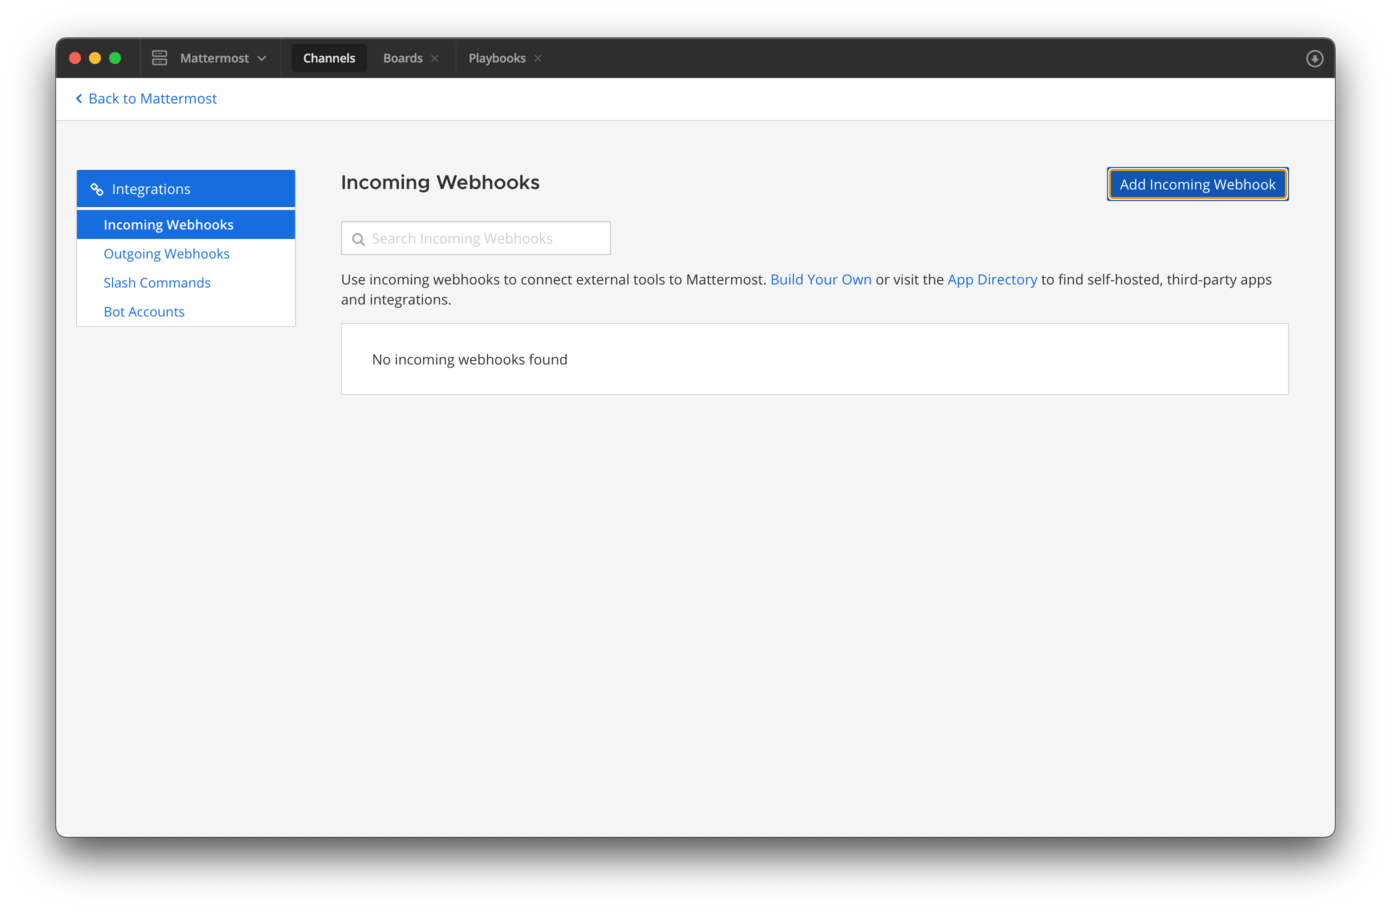 Mattermost
Channels
Boards
Playbooks
Back to Mattermost
Integrations
Incoming Webhooks
Outgoing Webhooks
Slash Commands
Bot Accounts
Incoming Webhooks
Add Incoming Webhook
Search Incoming Webhooks
Use incoming webhooks to connect external tools to Mattermost. Build Your Own or visit the App Directory to find self-hosted, third-party apps
and integrations.
No incoming webhooks found